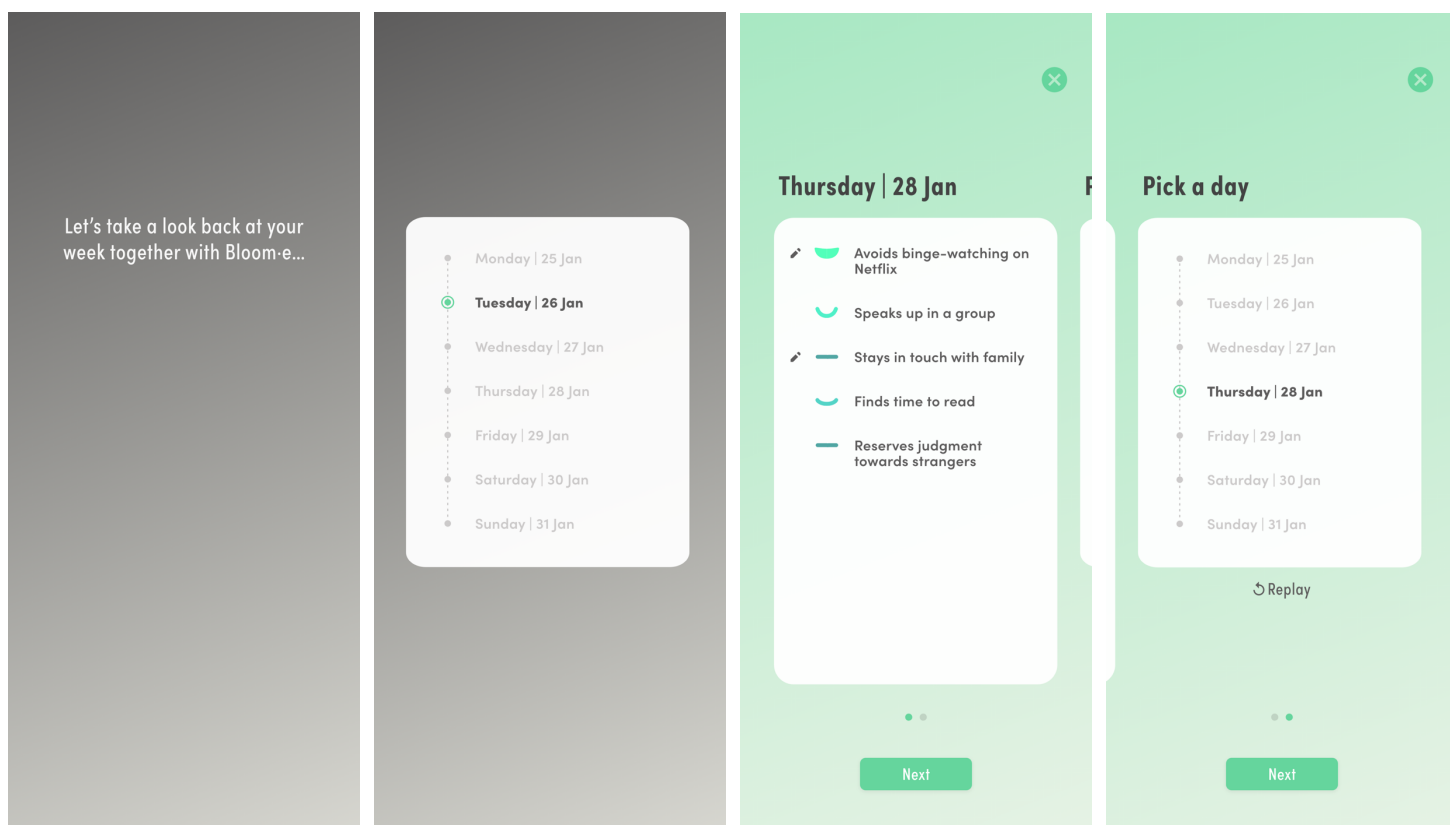 Let's take a look back at your
week together with Bloom·e...
Monday | 25 Jan
Tuesday | 26 Jan
Wednesday | 27 Jan
Thursday | 28 Jan
Friday | 29 Jan
Saturday | 30 Jan
Sunday | 31 Jan
Thursday | 28 Jan
Avoids binge-watching on
Netflix
Speaks up in a group
Stays in touch with family
Finds time to read
Reserves judgment
towards strangers
Next
Pick a day
Monday | 25 Jan
Tuesday | 26 Jan
Wednesday | 27 Jan
Thursday | 28 Jan
Friday | 29 Jan
Saturday | 30 Jan
Sunday | 31 Jan
Replay
Next